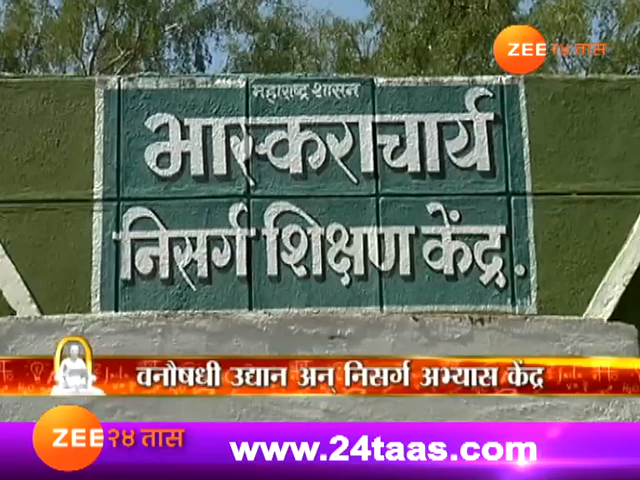 ZEE २४ तास
महाराष्ट्र शासन
भास्कराचार्य
निसर्ग शिक्षण केंद्र.
वनौषधी उद्यान अन् निसर्ग अभ्यास केंद्र
ZEE २४ तास
www.24taas.com